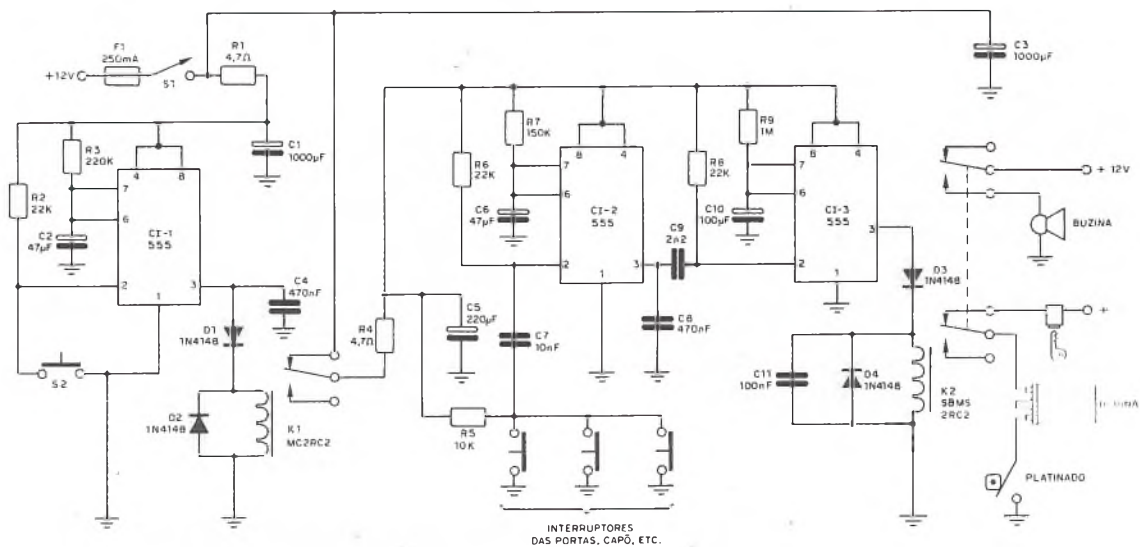 F1
250mA
+12V
S1
R1
4,7Ω
C3
1000µF
R3
220K
4
8
C1
1000µF
R2
22K
7
6
C2
47µF
CI-1
555
2
1
3
C4
470nF
D1
1N4148
S2
D2
1N4148
K1
MC2RC2
R4
4,7Ω
C5
220µF
R5
10K
R6
22K
R7
150K
8
4
7
6
C6
47µF
CI-2
555
2
3
1
C7
10nF
C9
2n2
C8
470nF
R8
22K
R9
1M
8
4
7
6
C10
100µF
CI-3
555
3
2
1
D3
1N4148
C11
100nF
D4
1N4148
K2
SBMS
2RC2
+ 12V
BUZINA
+
PLATINADO
INTERRUPTORES
DAS PORTAS, CAPÔ, ETC.